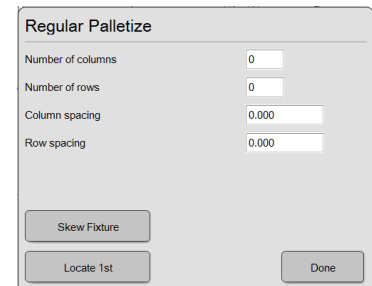 Regular Palletize
Number of columns 0
Number of rows 0
Column spacing 0.000
Row spacing 0.000
Skew Fixture
Locate 1st Done